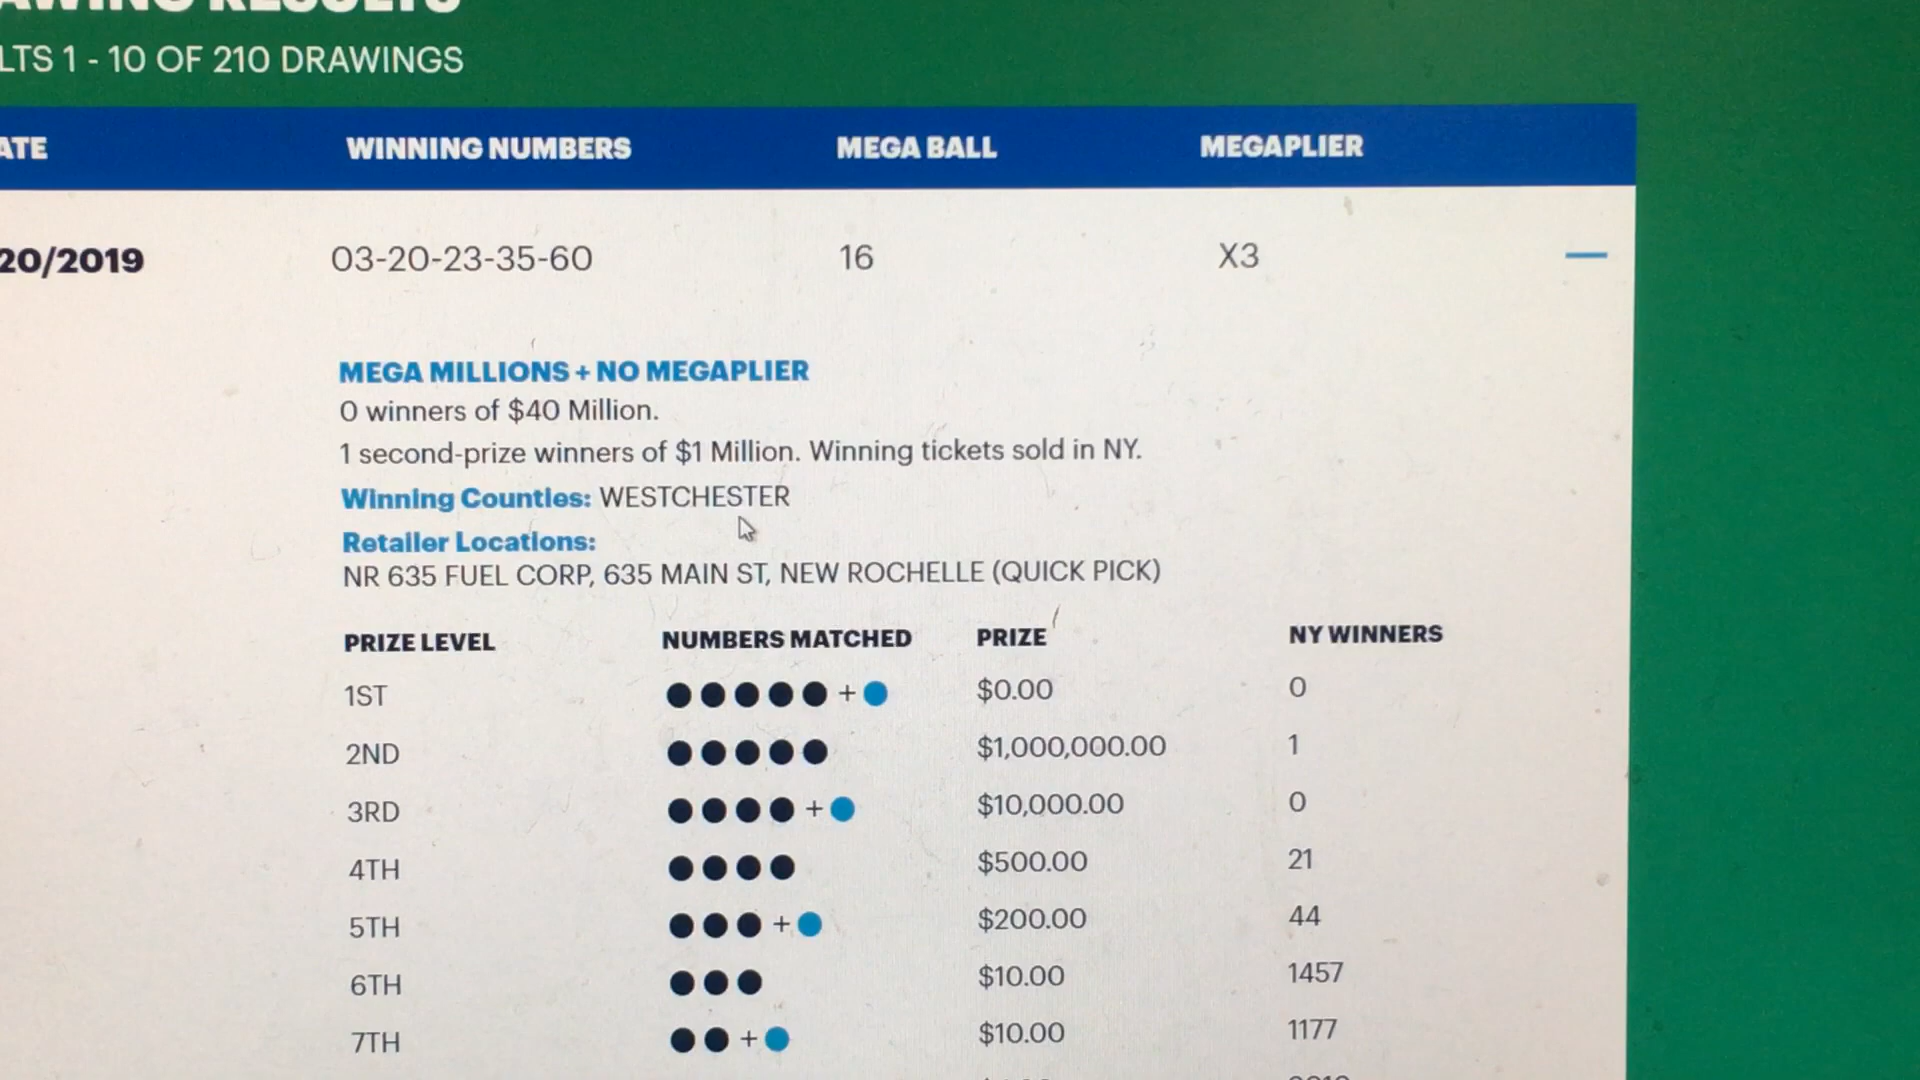 RESULTS
LTS 1 - 10 OF 210 DRAWINGS
ATE WINNING NUMBERS MEGA BALL MEGAPLIER
20/2019 03-20-23-35-60 16 X3
MEGA MILLIONS + NO MEGAPLIER
0 winners of $40 Million.
1 second-prize winners of $1 Million. Winning tickets sold in NY.
Winning Counties: WESTCHESTER
Retailer Locations:
NR 635 FUEL CORP, 635 MAIN ST, NEW ROCHELLE (QUICK PICK)
PRIZE LEVEL NUMBERS MATCHED PRIZE NY WINNERS
1ST + $0.00 0
2ND $1,000,000.00 1
3RD + $10,000.00 0
4TH $500.00 21
5TH + $200.00 44
6TH $10.00 1457
7TH + $10.00 1177